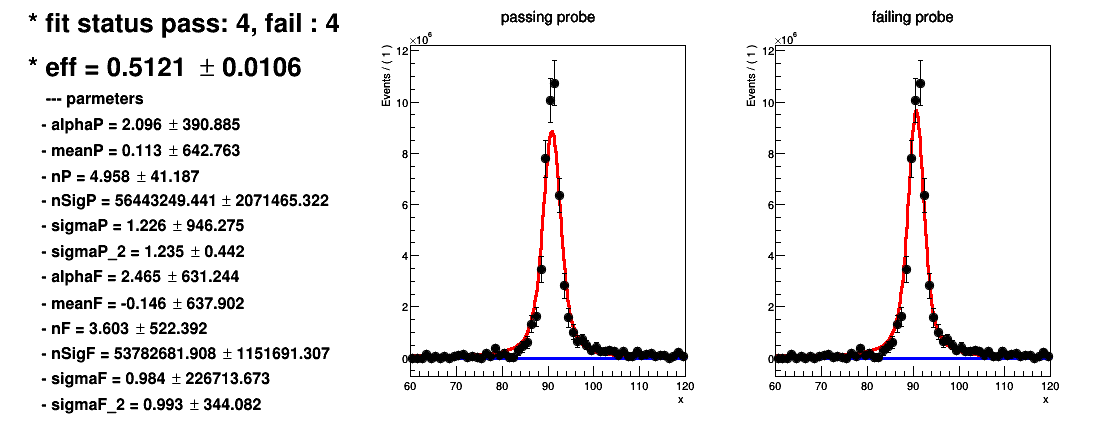 * fit status pass: 4, fail : 4
* eff = 0.5121 ± 0.0106
--- parmeters
- alphaP = 2.096 ± 390.885
- meanP = 0.113 ± 642.763
- nP = 4.958 ± 41.187
- nSigP = 56443249.441 ± 2071465.322
- sigmaP = 1.226 ± 946.275
- sigmaP_2 = 1.235 ± 0.442
- alphaF = 2.465 ± 631.244
- meanF = -0.146 ± 637.902
- nF = 3.603 ± 522.392
- nSigF = 53782681.908 ± 1151691.307
- sigmaF = 0.984 ± 226713.673
- sigmaF_2 = 0.993 ± 344.082
passing probe
×10⁶
Events / ( 1 )
12
10
8
6
4
2
0
60 70 80 90 100 110 120
x
failing probe
×10⁶
Events / ( 1 )
12
10
8
6
4
2
0
60 70 80 90 100 110 120
x